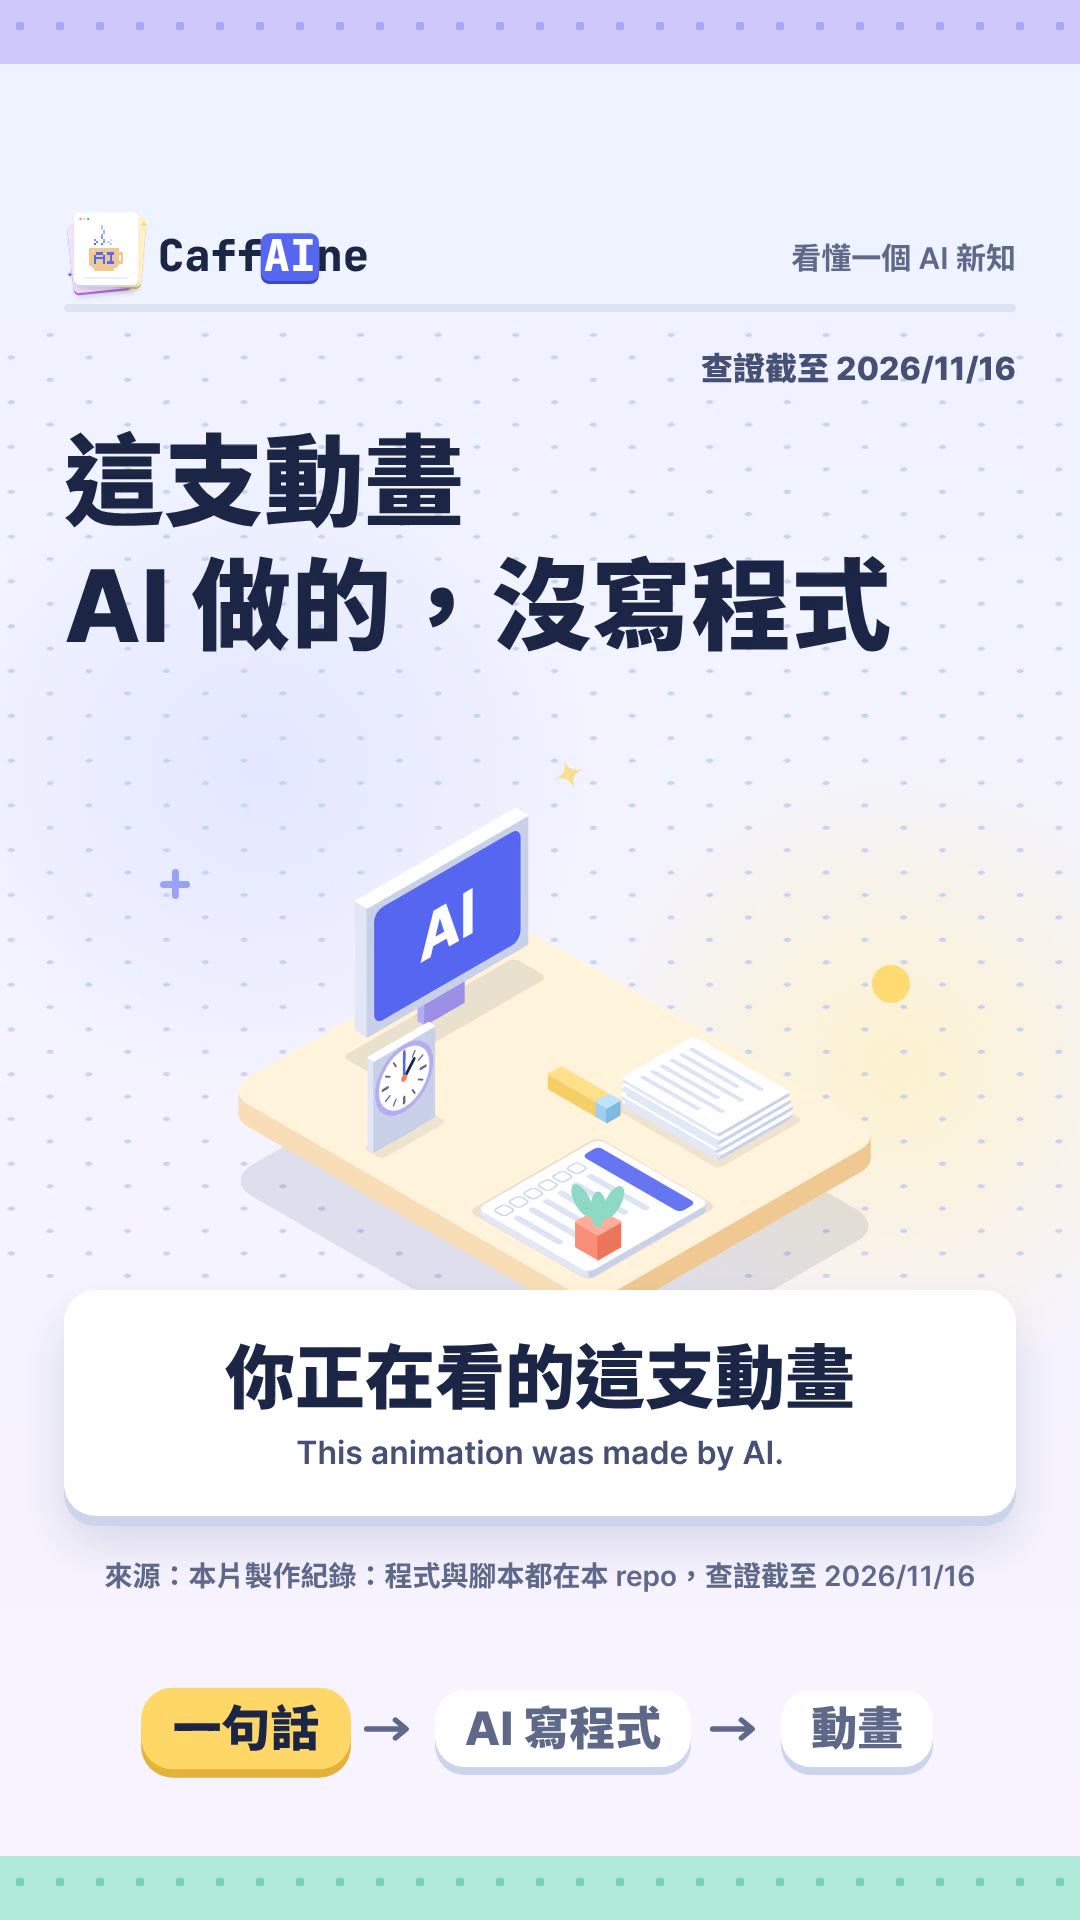 CaffAIne
看懂一個 AI 新知
查證截至 2026/11/16
這支動畫
AI 做的，沒寫程式
AI
你正在看的這支動畫
This animation was made by AI.
來源：本片製作紀錄：程式與腳本都在本 repo，查證截至 2026/11/16
一句話 → AI 寫程式 → 動畫